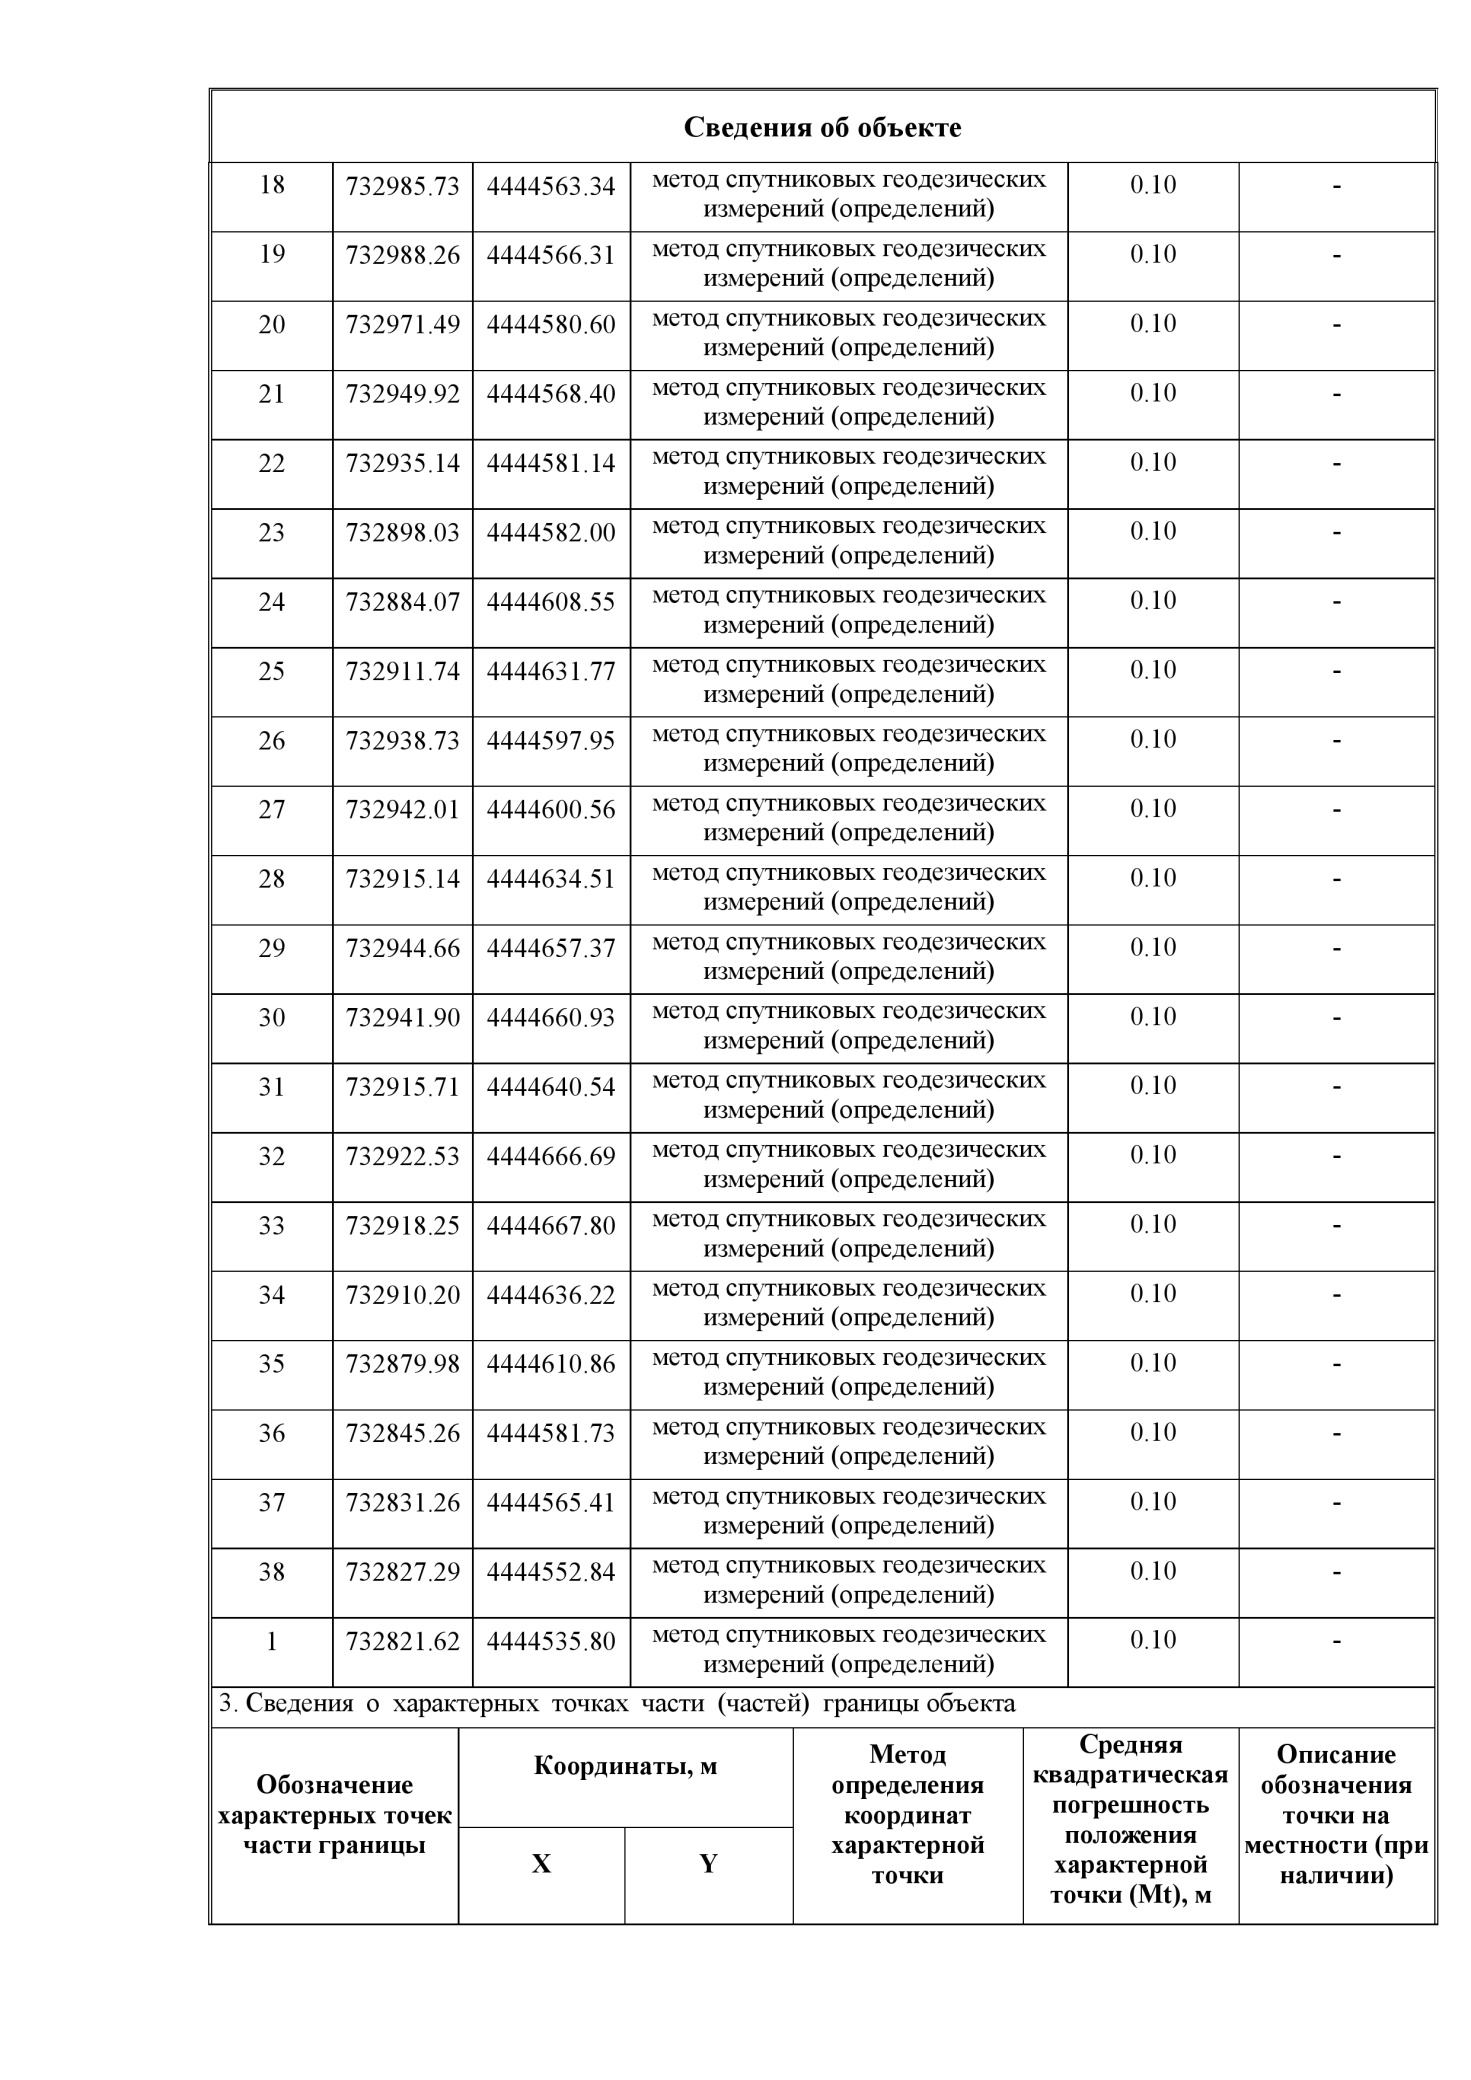 Сведения об объекте
18 732985.73 4444563.34 метод спутниковых геодезических измерений (определений) 0.10 -
19 732988.26 4444566.31 метод спутниковых геодезических измерений (определений) 0.10 -
20 732971.49 4444580.60 метод спутниковых геодезических измерений (определений) 0.10 -
21 732949.92 4444568.40 метод спутниковых геодезических измерений (определений) 0.10 -
22 732935.14 4444581.14 метод спутниковых геодезических измерений (определений) 0.10 -
23 732898.03 4444582.00 метод спутниковых геодезических измерений (определений) 0.10 -
24 732884.07 4444608.55 метод спутниковых геодезических измерений (определений) 0.10 -
25 732911.74 4444631.77 метод спутниковых геодезических измерений (определений) 0.10 -
26 732938.73 4444597.95 метод спутниковых геодезических измерений (определений) 0.10 -
27 732942.01 4444600.56 метод спутниковых геодезических измерений (определений) 0.10 -
28 732915.14 4444634.51 метод спутниковых геодезических измерений (определений) 0.10 -
29 732944.66 4444657.37 метод спутниковых геодезических измерений (определений) 0.10 -
30 732941.90 4444660.93 метод спутниковых геодезических измерений (определений) 0.10 -
31 732915.71 4444640.54 метод спутниковых геодезических измерений (определений) 0.10 -
32 732922.53 4444666.69 метод спутниковых геодезических измерений (определений) 0.10 -
33 732918.25 4444667.80 метод спутниковых геодезических измерений (определений) 0.10 -
34 732910.20 4444636.22 метод спутниковых геодезических измерений (определений) 0.10 -
35 732879.98 4444610.86 метод спутниковых геодезических измерений (определений) 0.10 -
36 732845.26 4444581.73 метод спутниковых геодезических измерений (определений) 0.10 -
37 732831.26 4444565.41 метод спутниковых геодезических измерений (определений) 0.10 -
38 732827.29 4444552.84 метод спутниковых геодезических измерений (определений) 0.10 -
1 732821.62 4444535.80 метод спутниковых геодезических измерений (определений) 0.10 -
3. Сведения о характерных точках части (частей) границы объекта
Обозначение
характерных точек
части границы
Координаты, м
X
Y
Метод
определения
координат
характерной
точки
Средняя
квадратическая
погрешность
положения
характерной
точки (Mt), м
Описание
обозначения
точки на
местности (при
наличии)